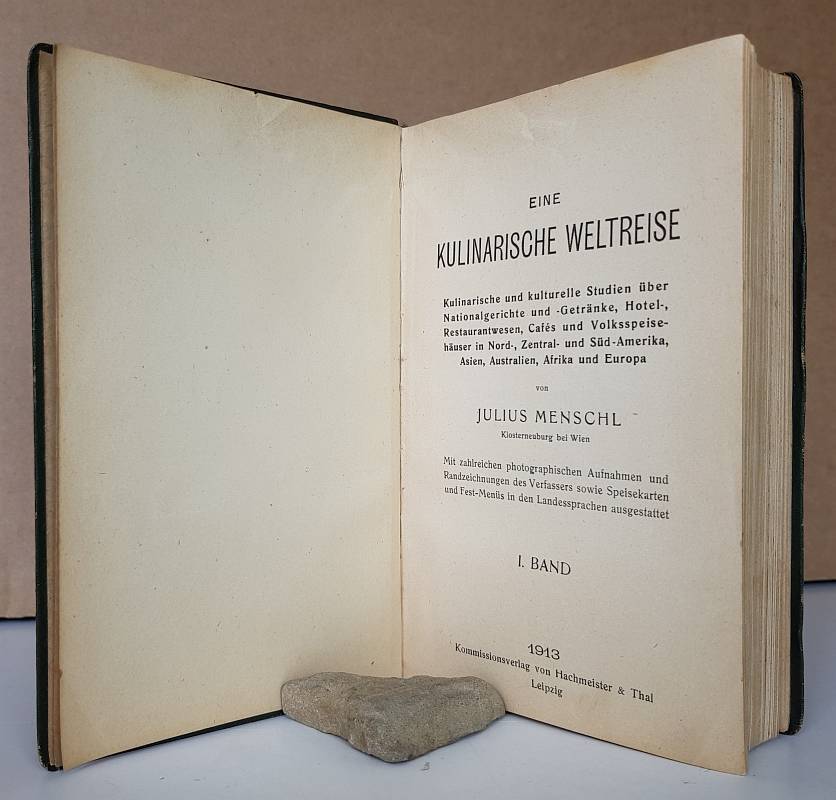 EINE
KULINARISCHE WELTREISE
Kulinarische und kulturelle Studien über
Nationalgerichte und -Getränke, Hotel-,
Restaurantwesen, Cafés und Volksspeise-
häuser in Nord-, Zentral- und Süd-Amerika,
Asien, Australien, Afrika und Europa
von
JULIUS MENSCHL
Klosterneuburg bei Wien
Mit zahlreichen photographischen Aufnahmen und
Randzeichnungen des Verfassers sowie Speisekarten
und Fest-Menüs in den Landessprachen ausgestattet
I. BAND
1913
Kommissionsverlag von Hachmeister & Thal
Leipzig